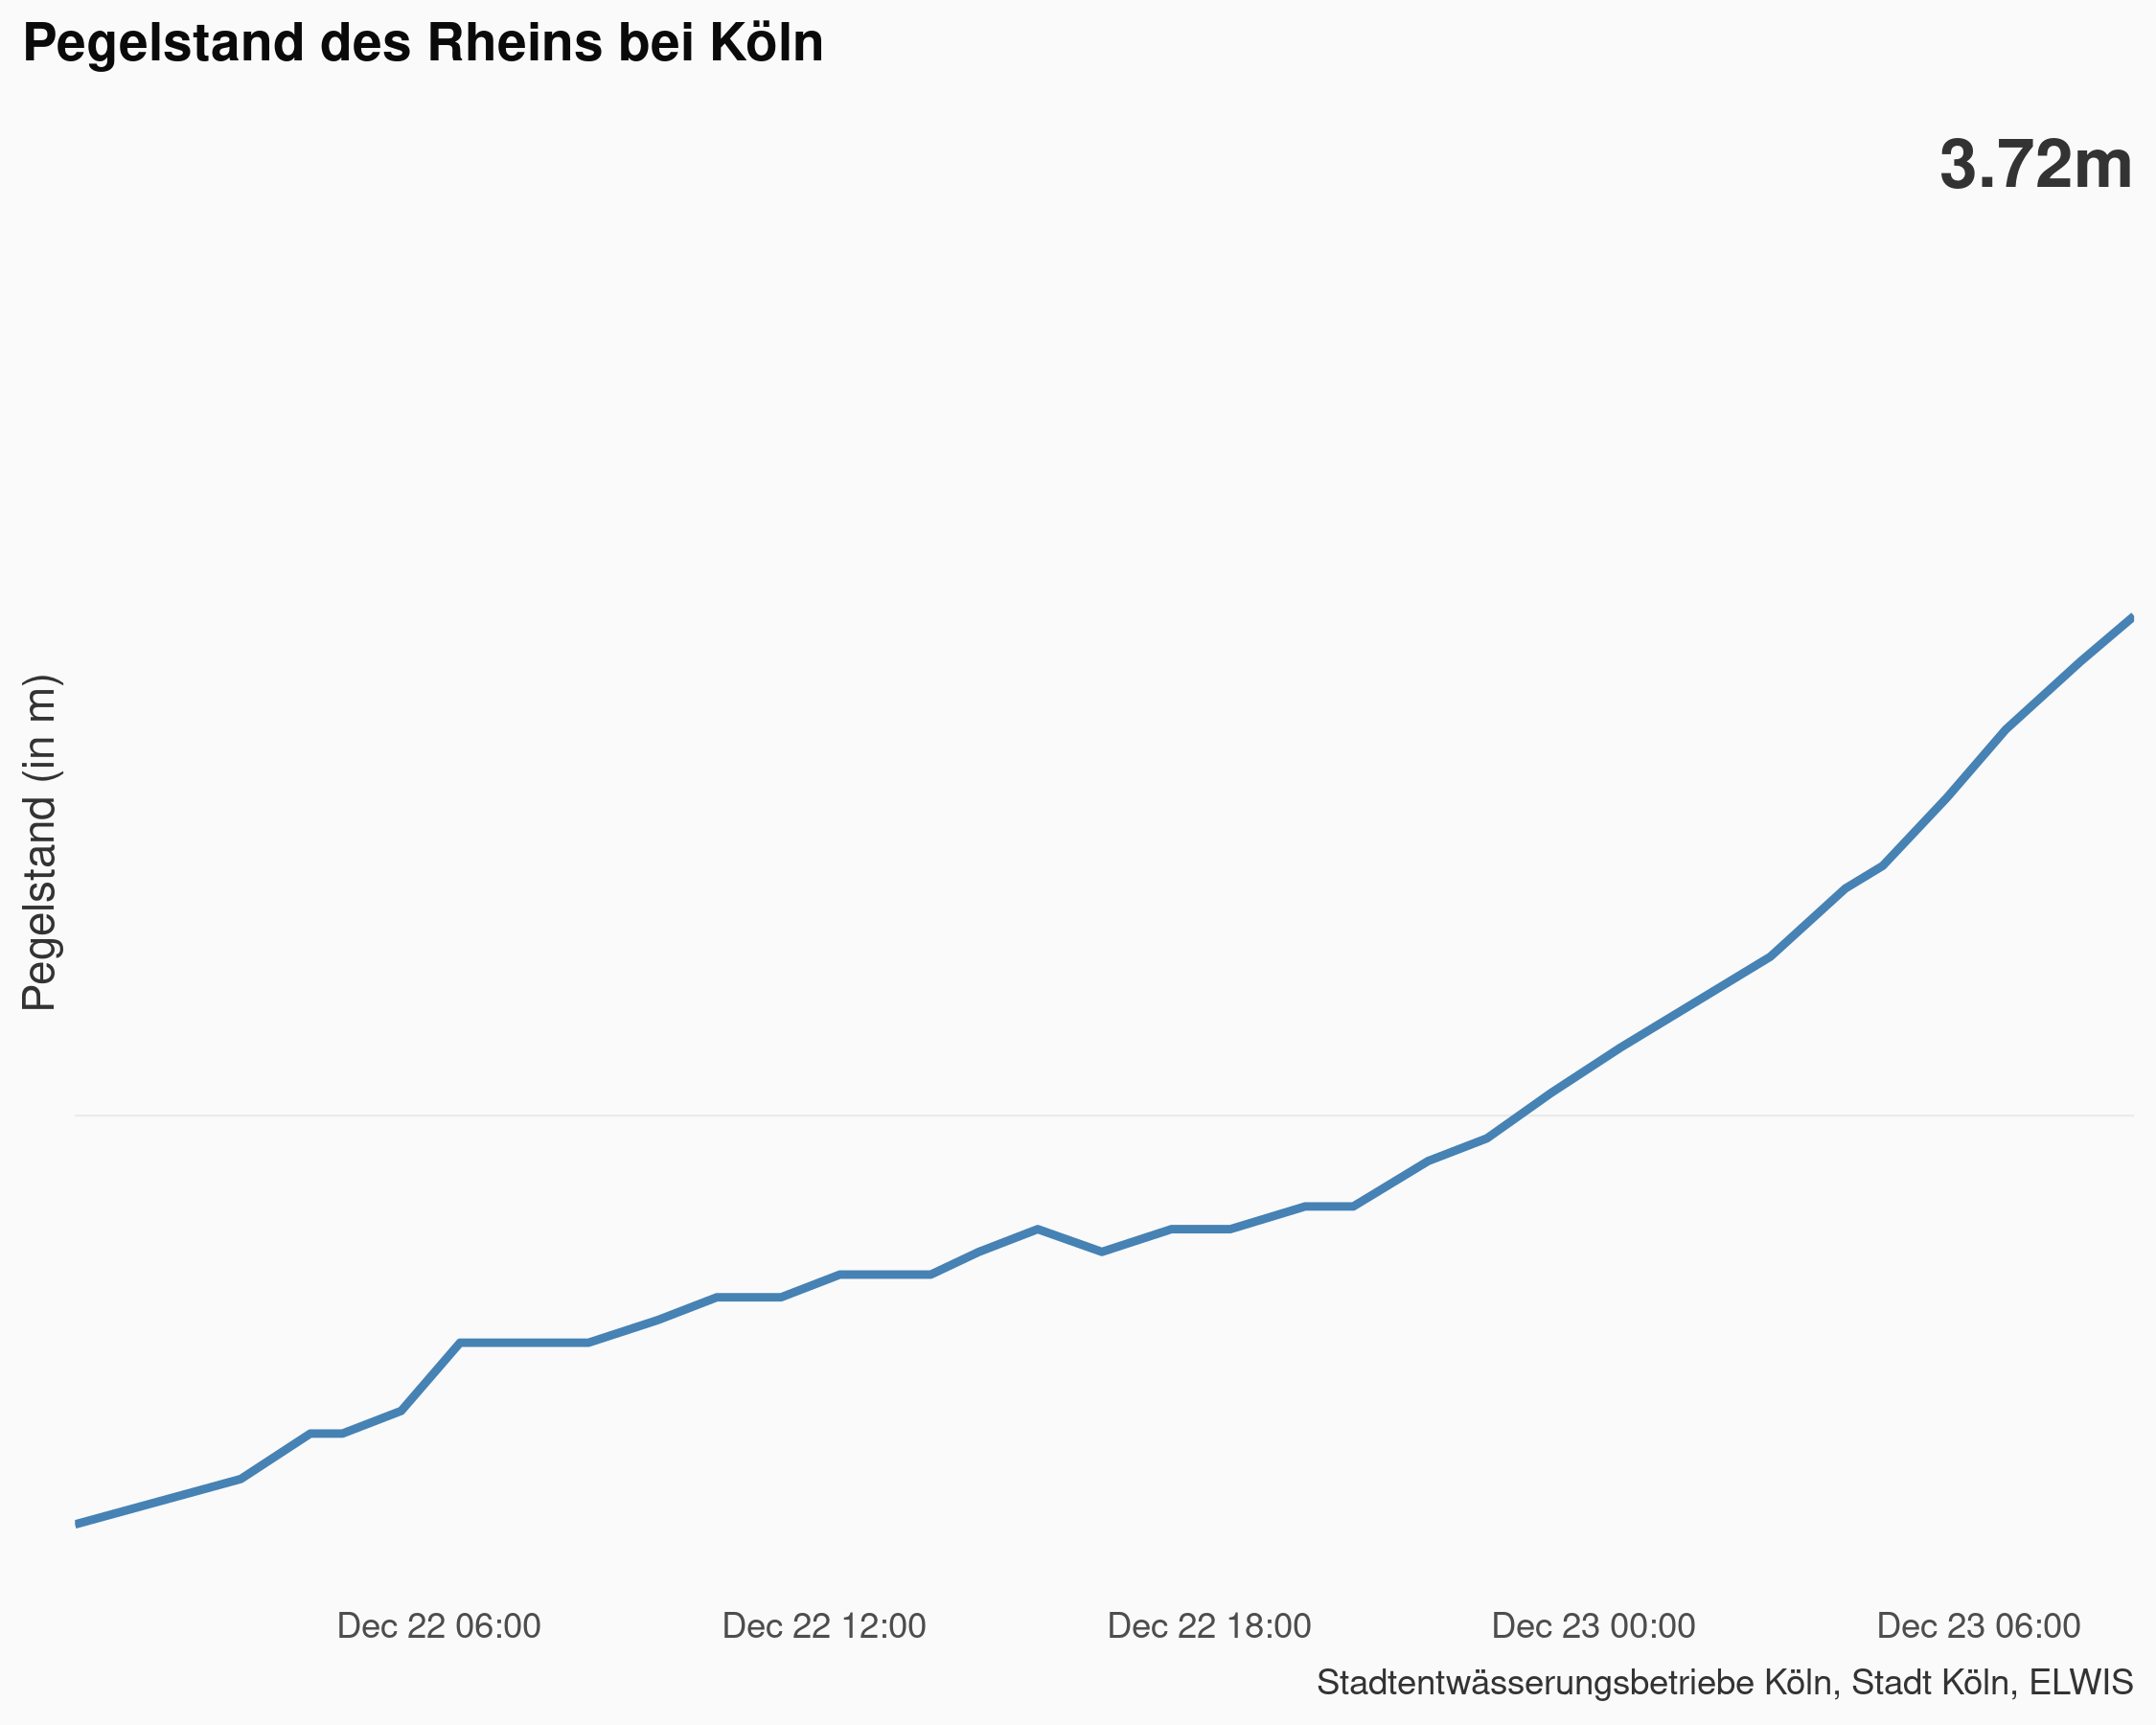 Pegelstand des Rheins bei Köln
3.72m
Pegelstand (in m)
Dec 22 06:00
Dec 22 12:00
Dec 22 18:00
Dec 23 00:00
Dec 23 06:00
Stadtentwässerungsbetriebe Köln, Stadt Köln, ELWIS